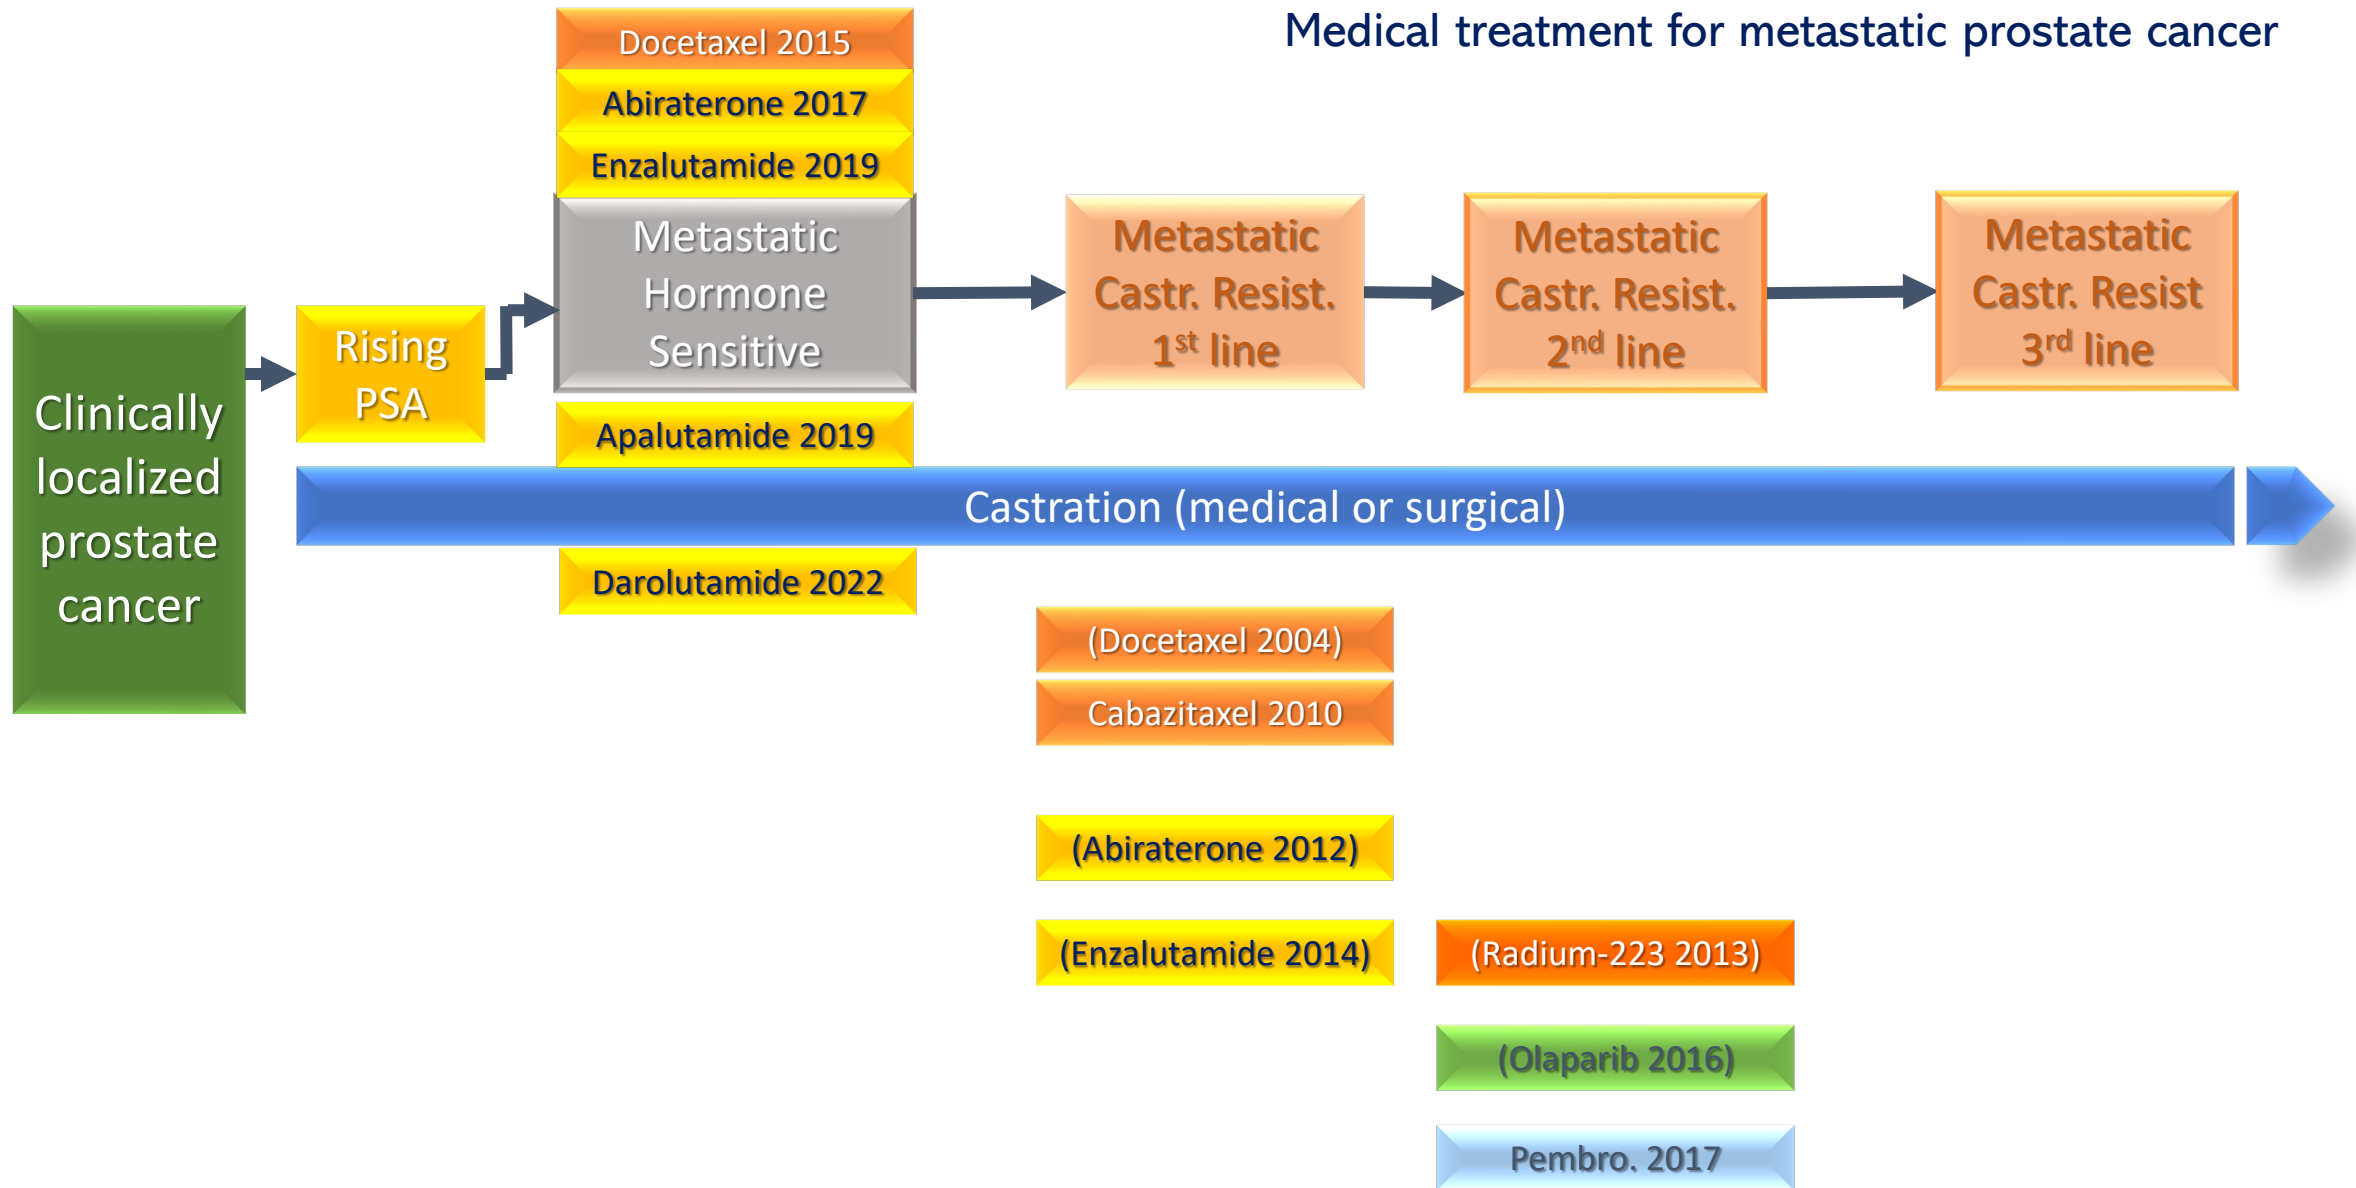 Medical treatment for metastatic prostate cancer
Docetaxel 2015
Abiraterone 2017
Enzalutamide 2019
Metastatic
Hormone
Sensitive
Metastatic
Castr. Resist.
1st line
Metastatic
Castr. Resist.
2nd line
Metastatic
Castr. Resist
3rd line
Rising
PSA
Clinically
localized
prostate
cancer
Apalutamide 2019
Castration (medical or surgical)
Darolutamide 2022
(Docetaxel 2004)
Cabazitaxel 2010
(Abiraterone 2012)
(Enzalutamide 2014)
(Radium-223 2013)
(Olaparib 2016)
Pembro. 2017